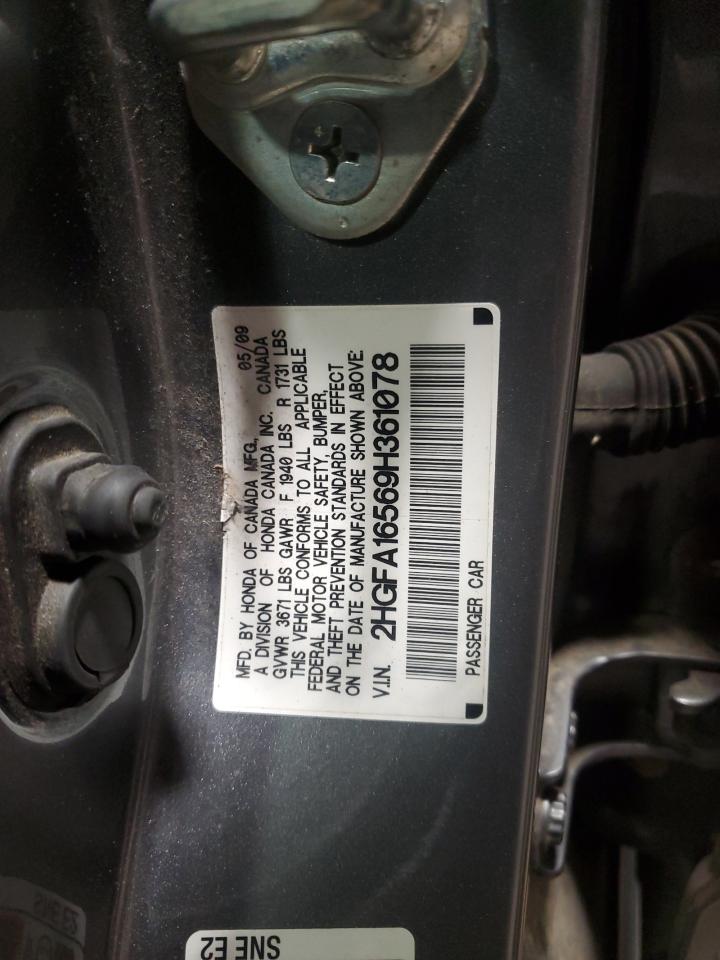 MFD. BY HONDA OF CANADA MFG., 05/09
A DIVISION OF HONDA CANADA INC. CANADA
GVWR 3671 LBS GAWR F 1940 LBS R 1731 LBS
THIS VEHICLE CONFORMS TO ALL APPLICABLE
FEDERAL MOTOR VEHICLE SAFETY, BUMPER,
AND THEFT PREVENTION STANDARDS IN EFFECT
ON THE DATE OF MANUFACTURE SHOWN ABOVE:
V.I.N. 2HGFA16569H361078
PASSENGER CAR
SNE E2
SNE E2